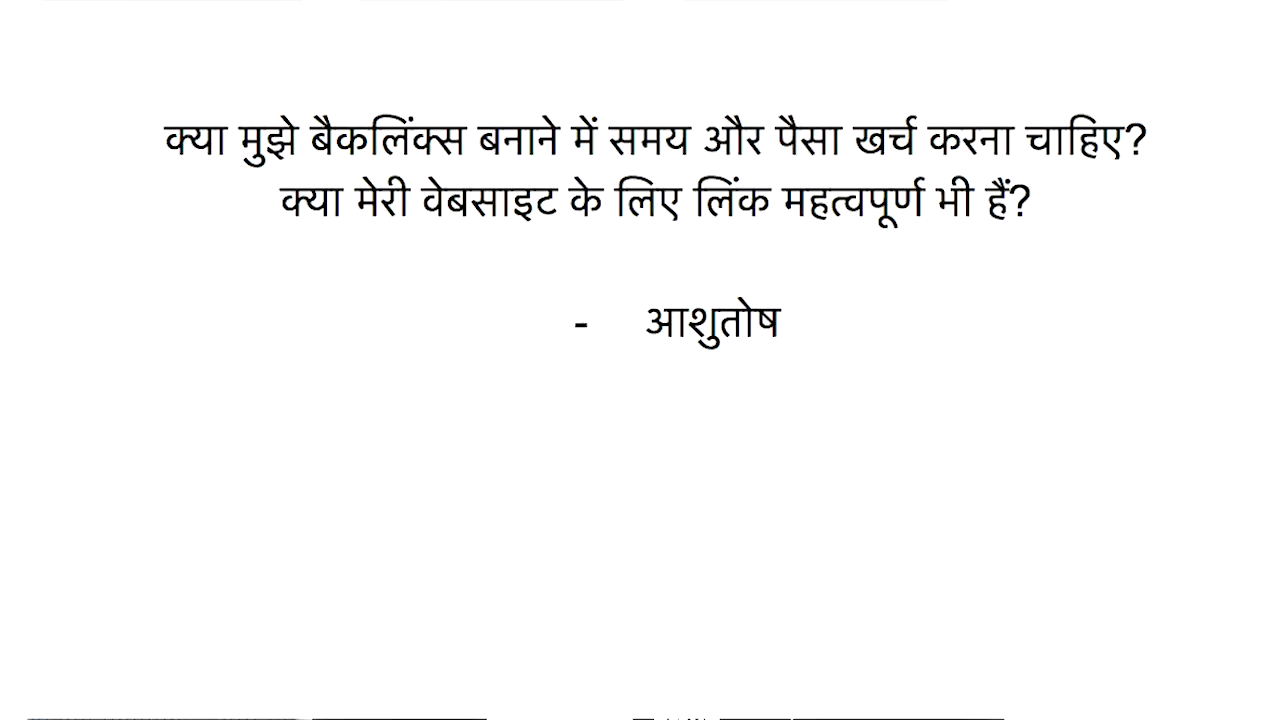 क्या मुझे बैकलिंक्स बनाने में समय और पैसा खर्च करना चाहिए?
क्या मेरी वेबसाइट के लिए लिंक महत्वपूर्ण भी हैं?
- आशुतोष